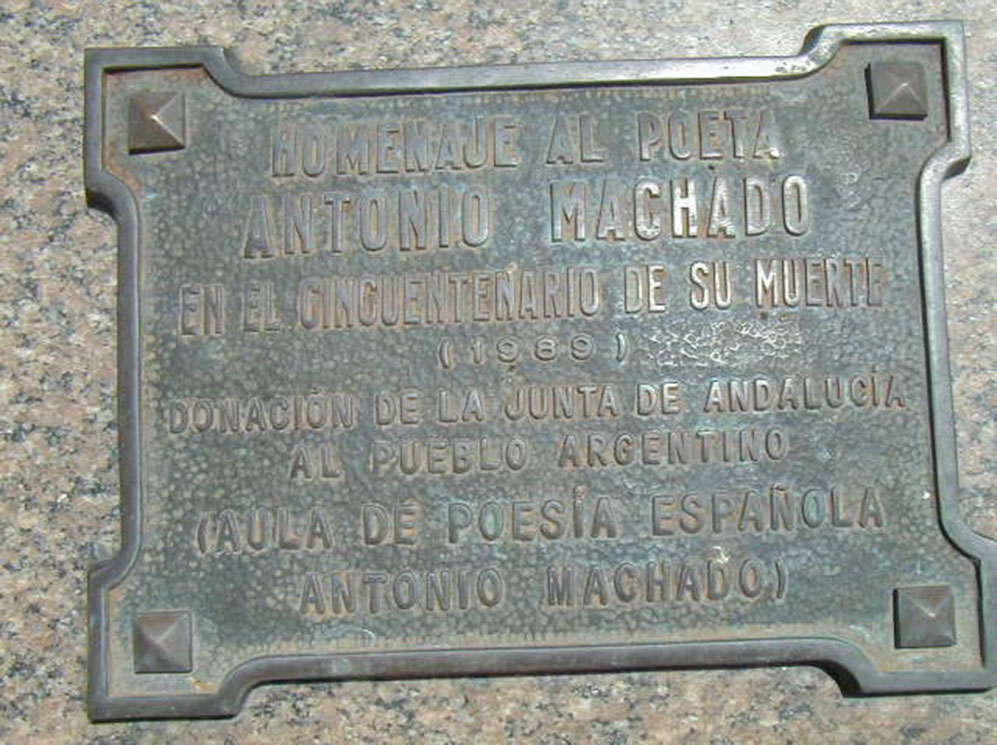 HOMENAJE AL POETA
ANTONIO MACHADO
EN EL CINCUENTENARIO DE SU MUERTE
(1989)
DONACIÓN DE LA JUNTA DE ANDALUCÍA
AL PUEBLO ARGENTINO
(AULA DE POESÍA ESPAÑOLA
ANTONIO MACHADO)